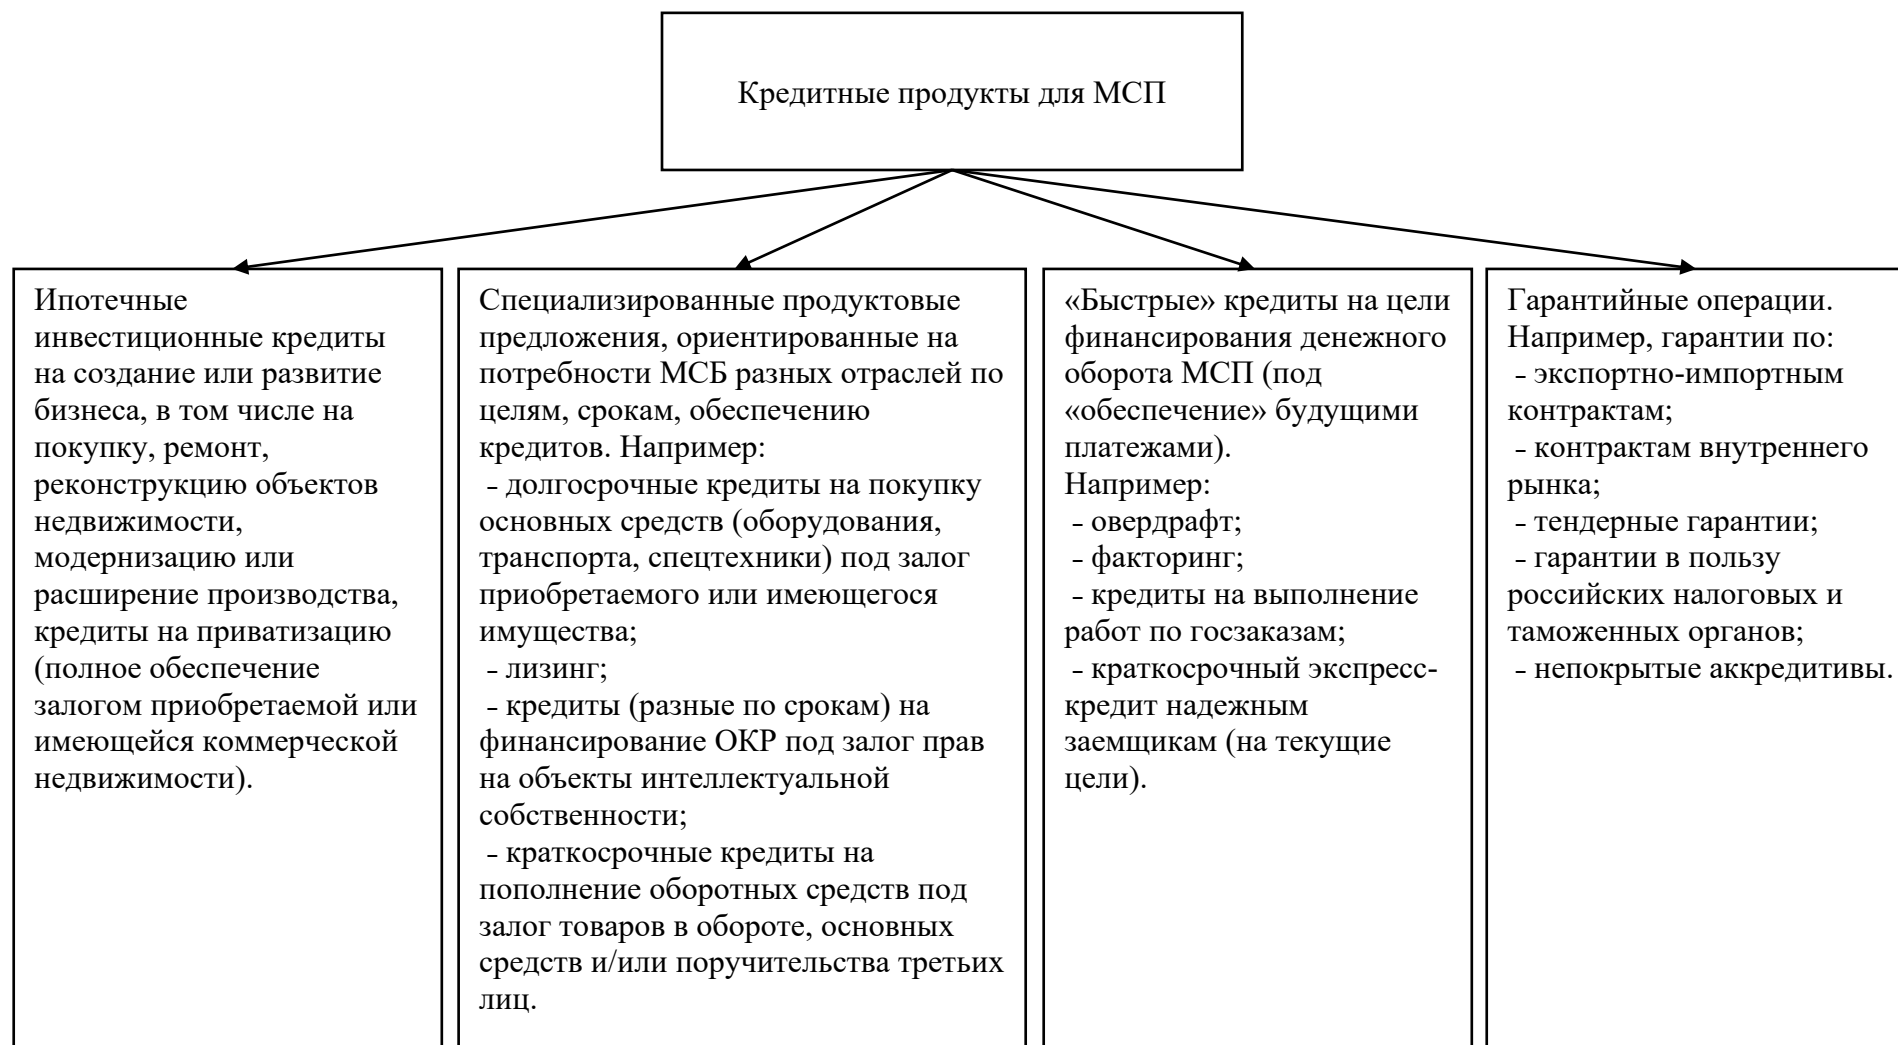 Кредитные продукты для МСП
Ипотечные
инвестиционные кредиты
на создание или развитие
бизнеса, в том числе на
покупку, ремонт,
реконструкцию объектов
недвижимости,
модернизацию или
расширение производства,
кредиты на приватизацию
(полное обеспечение
залогом приобретаемой или
имеющейся коммерческой
недвижимости).
Специализированные продуктовые
предложения, ориентированные на
потребности МСБ разных отраслей по
целям, срокам, обеспечению
кредитов. Например:
- долгосрочные кредиты на покупку
основных средств (оборудования,
транспорта, спецтехники) под залог
приобретаемого или имеющегося
имущества;
- лизинг;
- кредиты (разные по срокам) на
финансирование ОКР под залог прав
на объекты интеллектуальной
собственности;
- краткосрочные кредиты на
пополнение оборотных средств под
залог товаров в обороте, основных
средств и/или поручительства третьих
лиц.
«Быстрые» кредиты на цели
финансирования денежного
оборота МСП (под
«обеспечение» будущими
платежами).
Например:
- овердрафт;
- факторинг;
- кредиты на выполнение
работ по госзаказам;
- краткосрочный экспресс-
кредит надежным
заемщикам (на текущие
цели).
Гарантийные операции.
Например, гарантии по:
- экспортно-импортным
контрактам;
- контрактам внутреннего
рынка;
- тендерные гарантии;
- гарантии в пользу
российских налоговых и
таможенных органов;
- непокрытые аккредитивы.